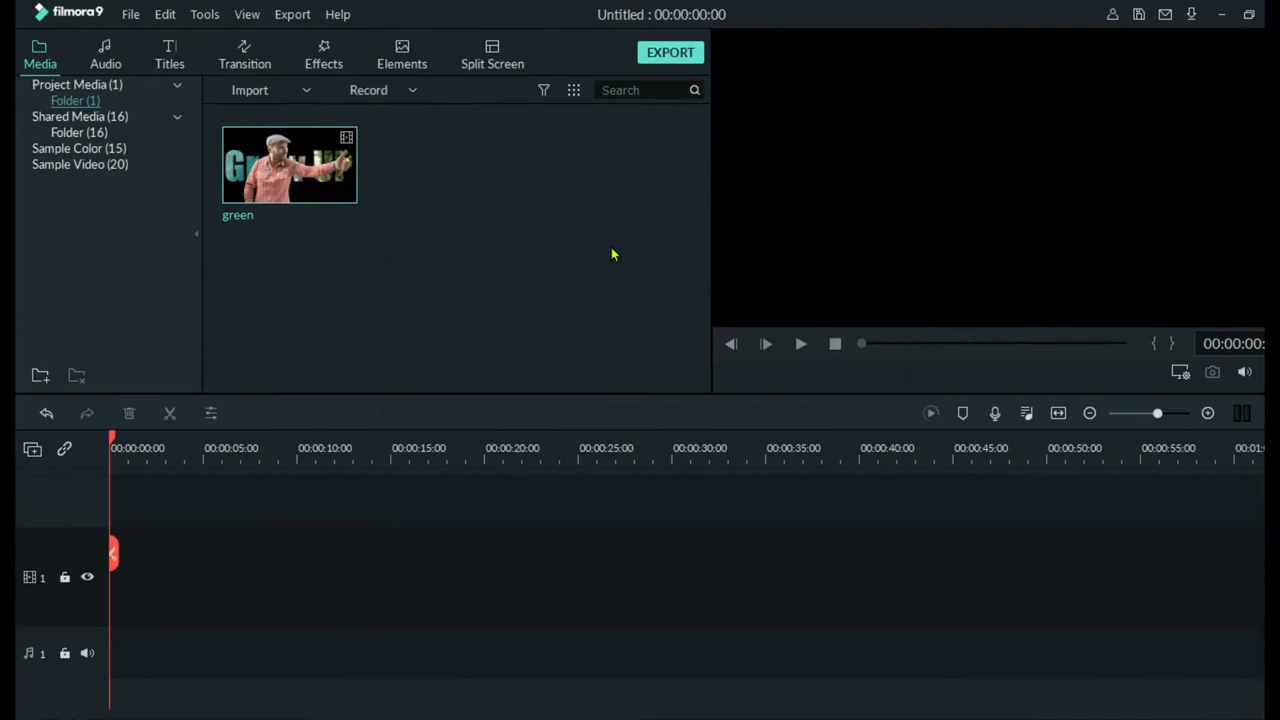 filmora9 File Edit Tools View Export Help Untitled : 00:00:00:00
Media Audio Titles Transition Effects Elements Split Screen EXPORT
Project Media (1)
Folder (1)
Shared Media (16)
Folder (16)
Sample Color (15)
Sample Video (20)
Import Record Search
green
00:00:00:
00:00:00:00 00:00:05:00 00:00:10:00 00:00:15:00 00:00:20:00 00:00:25:00 00:00:30:00 00:00:35:00 00:00:40:00 00:00:45:00 00:00:50:00 00:00:55:00 00:01:
1
1